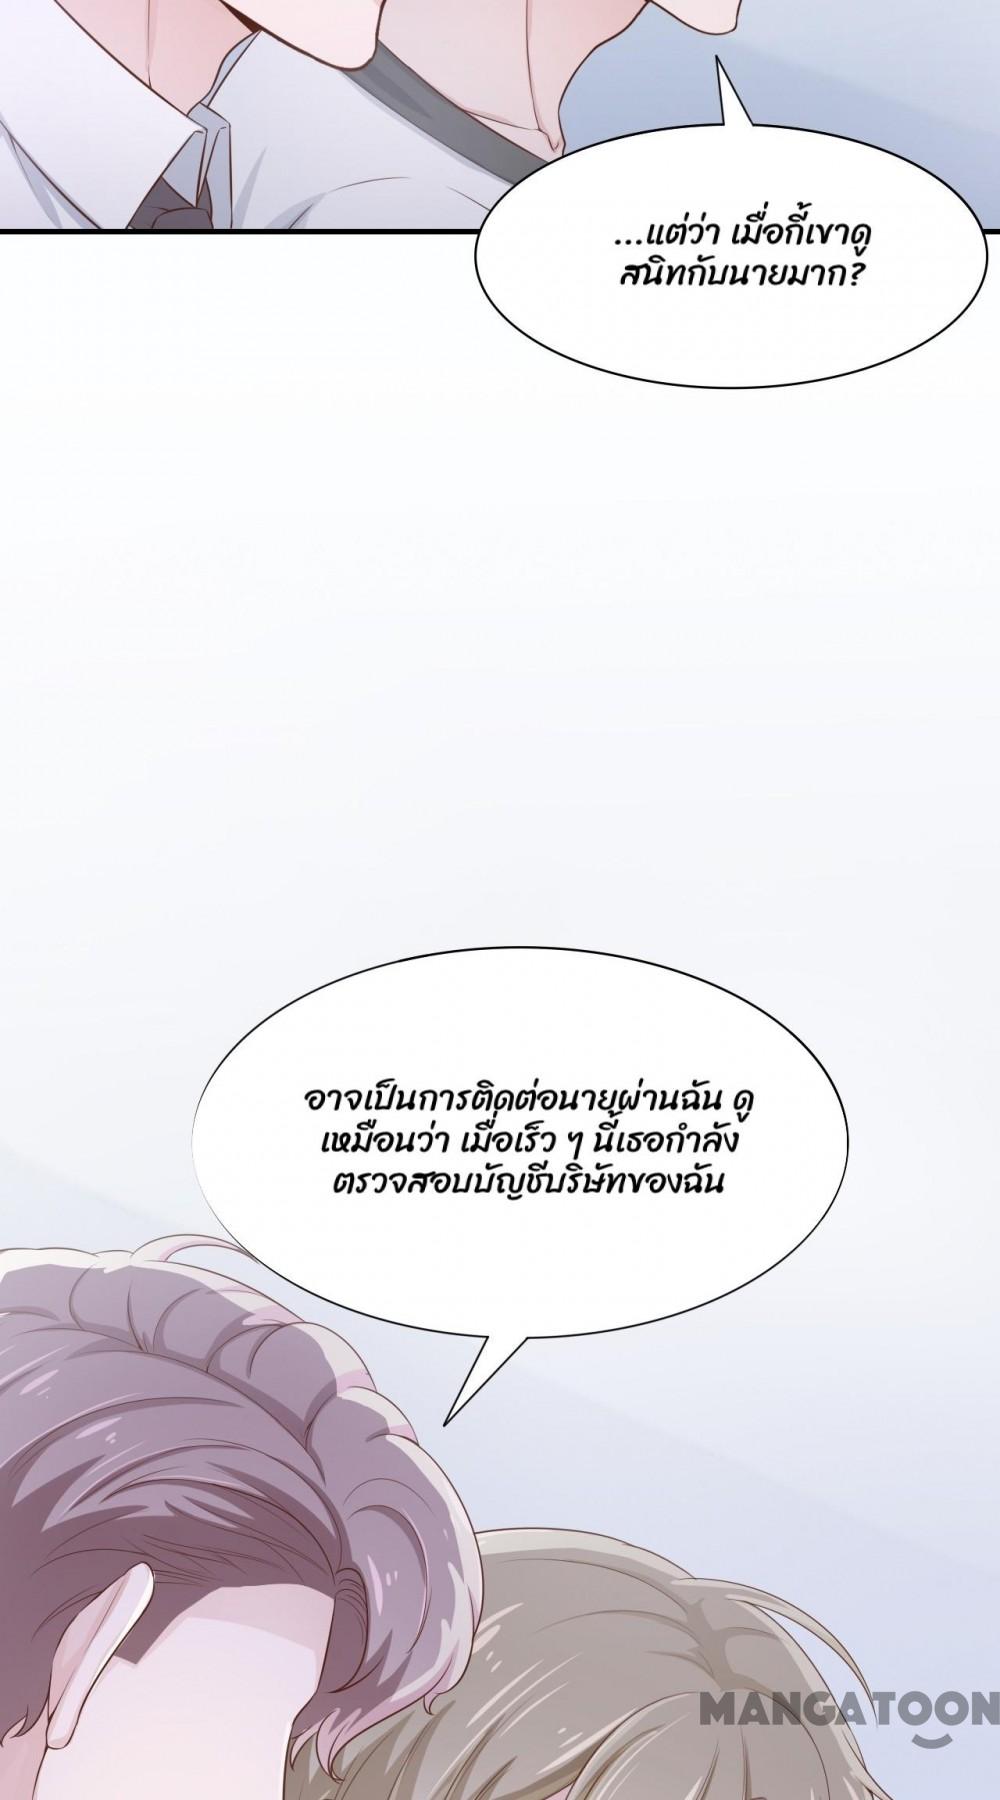 ...แต่ว่า เมื่อกี้เขาดู
สนิทกับนายมาก?
อาจเป็นการติดต่อนายผ่านฉัน ดู
เหมือนว่า เมื่อเร็ว ๆ นี้เธอกำลัง
ตรวจสอบบัญชีบริษัทของฉัน
MANGATOON